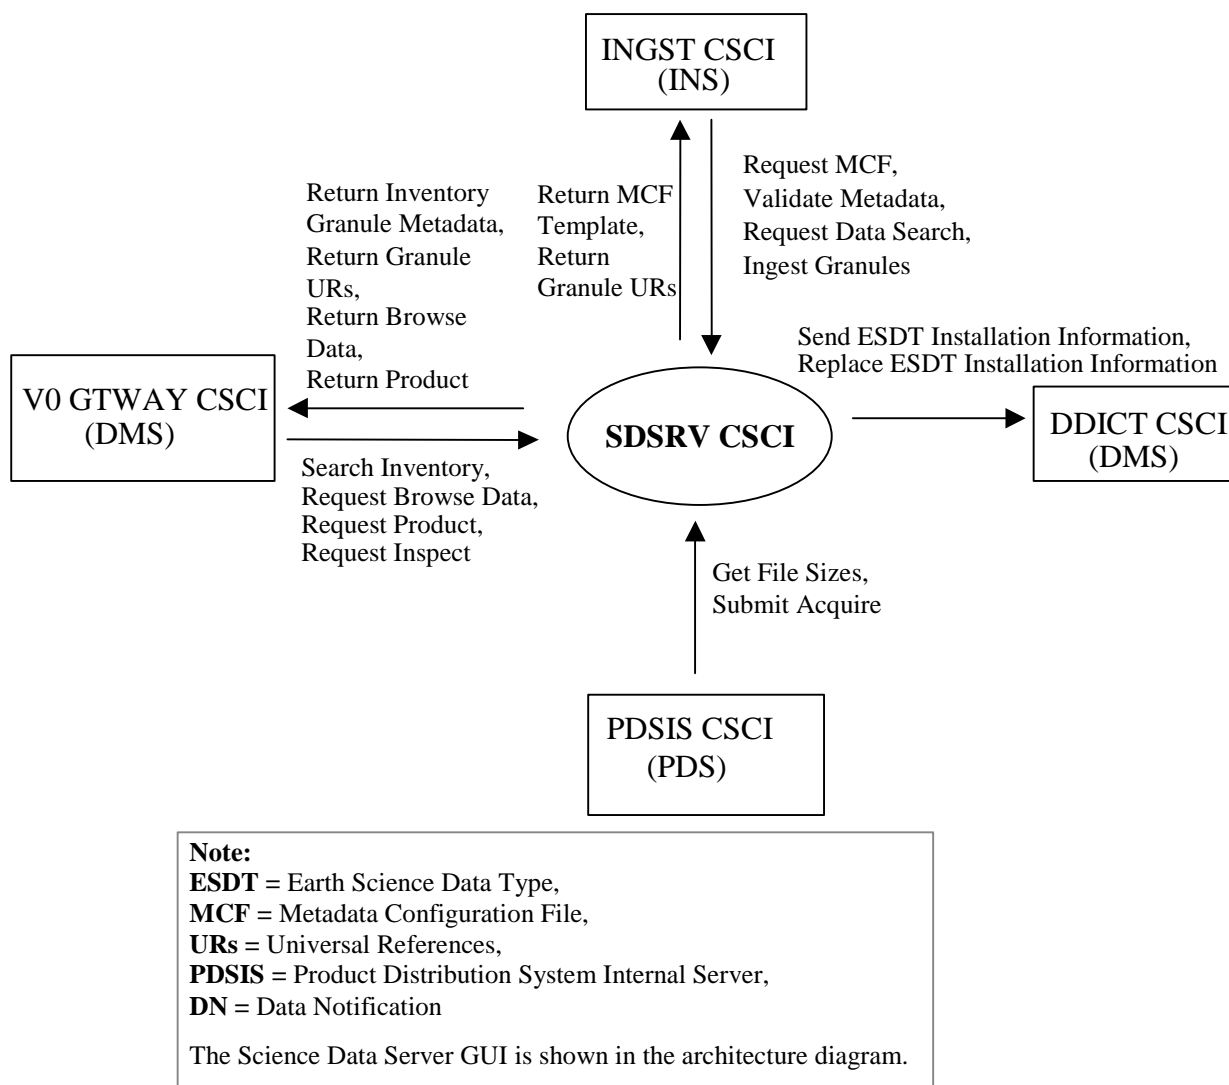 INGST CSCI
(INS)
Request MCF,
Validate Metadata,
Request Data Search,
Ingest Granules
Return MCF
Template,
Return
Granule URs
Return Inventory
Granule Metadata,
Return Granule
URs,
Return Browse
Data,
Return Product
Send ESDT Installation Information,
Replace ESDT Installation Information
V0 GTWAY CSCI
(DMS)
SDSRV CSCI
DDICT CSCI
(DMS)
Search Inventory,
Request Browse Data,
Request Product,
Request Inspect
Get File Sizes,
Submit Acquire
PDSIS CSCI
(PDS)
Note:
ESDT = Earth Science Data Type,
MCF = Metadata Configuration File,
URs = Universal References,
PDSIS = Product Distribution System Internal Server,
DN = Data Notification
The Science Data Server GUI is shown in the architecture diagram.